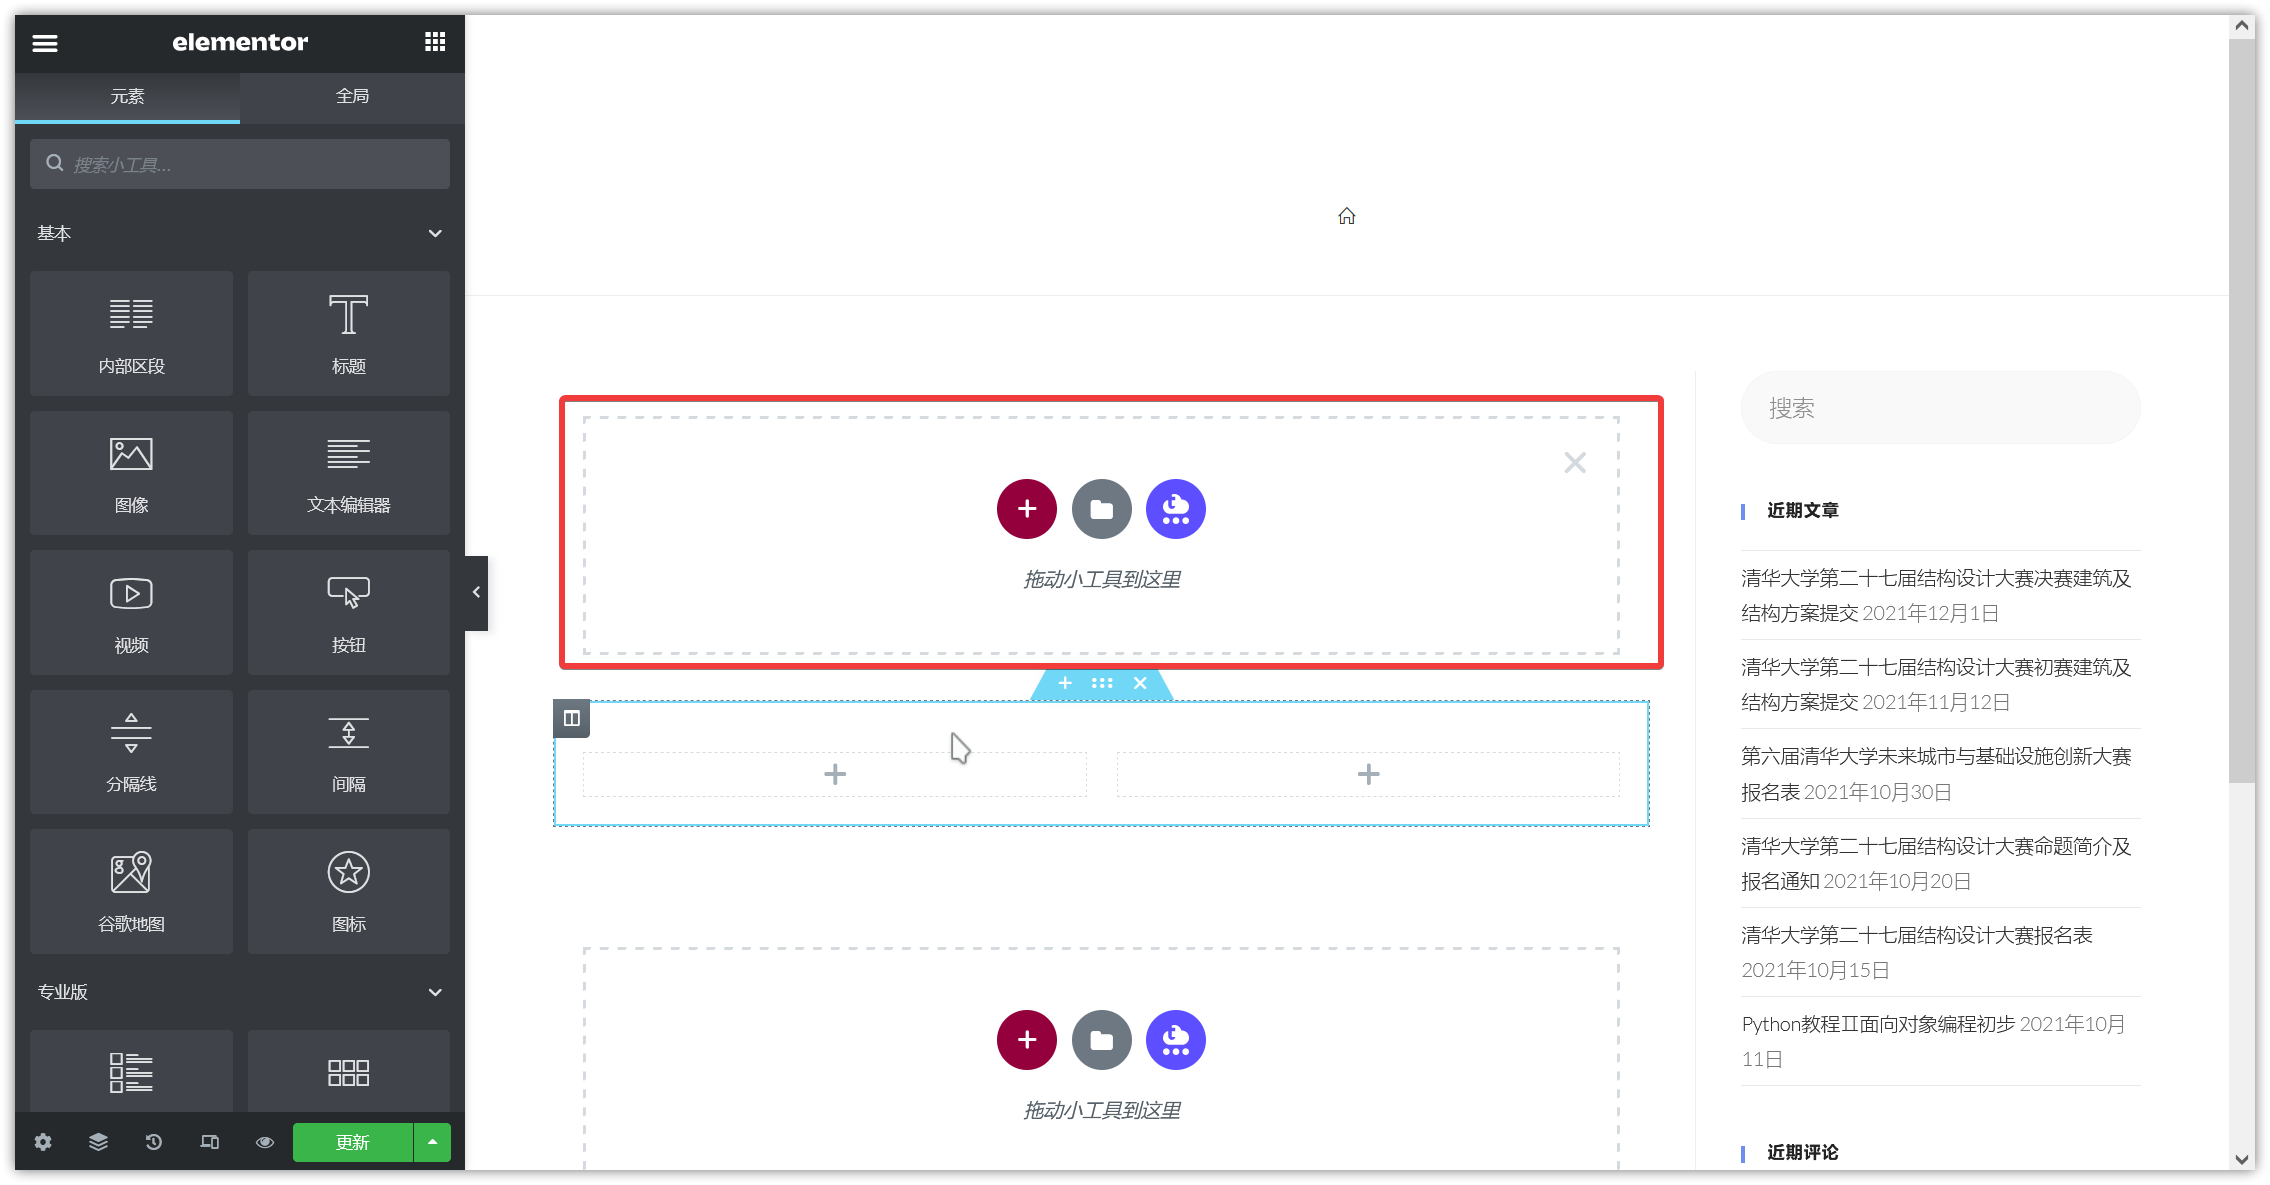 elementor
元素
全局
搜索小工具...
基本
内部区段
标题
图像
文本编辑器
视频
按钮
分隔线
间隔
谷歌地图
图标
专业版
更新
拖动小工具到这里
拖动小工具到这里
搜索
近期文章
清华大学第二十七届结构设计大赛决赛建筑及
结构方案提交 2021年12月1日
清华大学第二十七届结构设计大赛初赛建筑及
结构方案提交 2021年11月12日
第六届清华大学未来城市与基础设施创新大赛
报名表 2021年10月30日
清华大学第二十七届结构设计大赛命题简介及
报名通知 2021年10月20日
清华大学第二十七届结构设计大赛报名表
2021年10月15日
Python教程Ⅱ面向对象编程初步 2021年10月
11日
近期评论